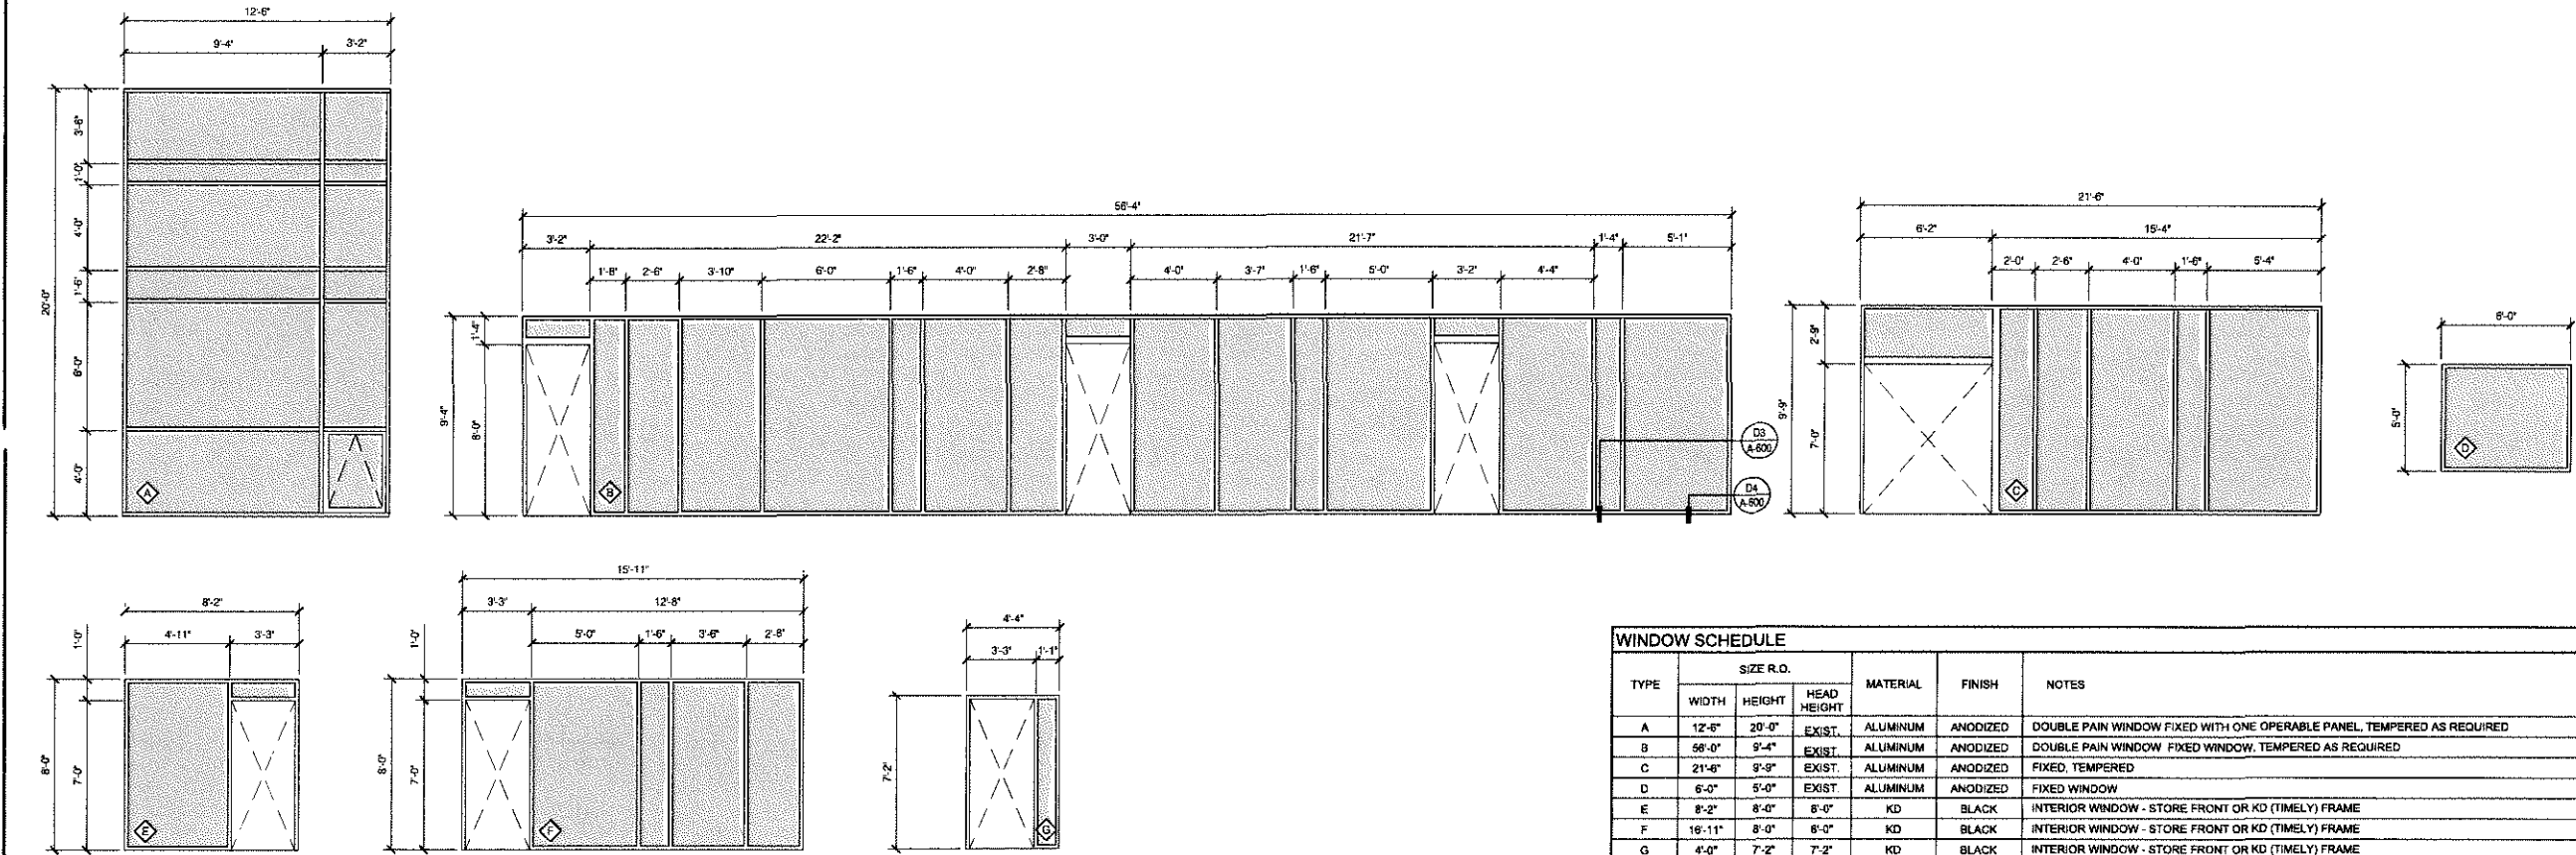 12'-6"
9'-4" 3'-2"
20'-0"
3'-6"
1'-0"
4'-0"
1'-6"
6'-0"
4'-0"
A
56'-4"
3'-2" 22'-2" 3'-0" 21'-7" 1'-4" 5'-1"
1'-8" 2'-6" 3'-10" 6'-0" 1'-6" 4'-0" 2'-8" 4'-0" 3'-7" 1'-6" 5'-0" 3'-2" 4'-4"
9'-4"
1'-4"
8'-0"
B
D3
A-600
D4
A-600
21'-6"
6'-2" 15'-4"
2'-0" 2'-6" 4'-0" 1'-6" 5'-4"
9'-9"
2'-9"
7'-0"
C
6'-0"
5'-0"
D
8'-2"
4'-11" 3'-3"
1'-0"
8'-0"
7'-0"
E
15'-11"
3'-3" 12'-8"
5'-0" 1'-6" 3'-6" 2'-8"
1'-0"
8'-0"
7'-0"
F
4'-4"
3'-3" 1'-1"
7'-2"
G
WINDOW SCHEDULE
TYPE SIZE R.O. MATERIAL FINISH NOTES
WIDTH HEIGHT HEAD HEIGHT
A 12'-6" 20'-0" EXIST. ALUMINUM ANODIZED DOUBLE PAIN WINDOW FIXED WITH ONE OPERABLE PANEL, TEMPERED AS REQUIRED
B 56'-0" 9'-4" EXIST. ALUMINUM ANODIZED DOUBLE PAIN WINDOW FIXED WINDOW, TEMPERED AS REQUIRED
C 21'-6" 9'-9" EXIST. ALUMINUM ANODIZED FIXED, TEMPERED
D 6'-0" 5'-0" EXIST. ALUMINUM ANODIZED FIXED WINDOW
E 8'-2" 8'-0" 8'-0" KD BLACK INTERIOR WINDOW - STORE FRONT OR KD (TIMELY) FRAME
F 16'-11" 8'-0" 8'-0" KD BLACK INTERIOR WINDOW - STORE FRONT OR KD (TIMELY) FRAME
G 4'-0" 7'-2" 7'-2" KD BLACK INTERIOR WINDOW - STORE FRONT OR KD (TIMELY) FRAME